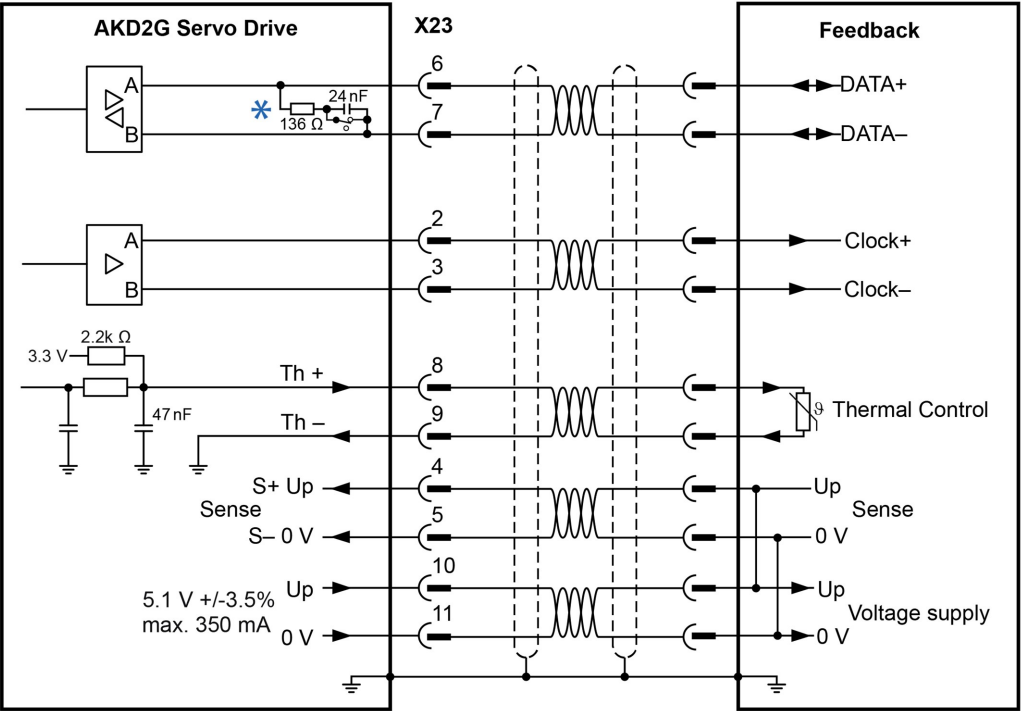 AKD2G Servo Drive
X23
Feedback
6
A
DATA+
*
24 nF
7
136 Ω
B
DATA–
2
A
Clock+
3
B
Clock–
2.2k Ω
3.3 V
Th +
8
47 nF
ϑ Thermal Control
Th –
9
S+ Up
4
Up
Sense
Sense
5
S– 0 V
0 V
10
Up
Up
5.1 V +/-3.5%
11
Voltage supply
max. 350 mA
0 V
0 V